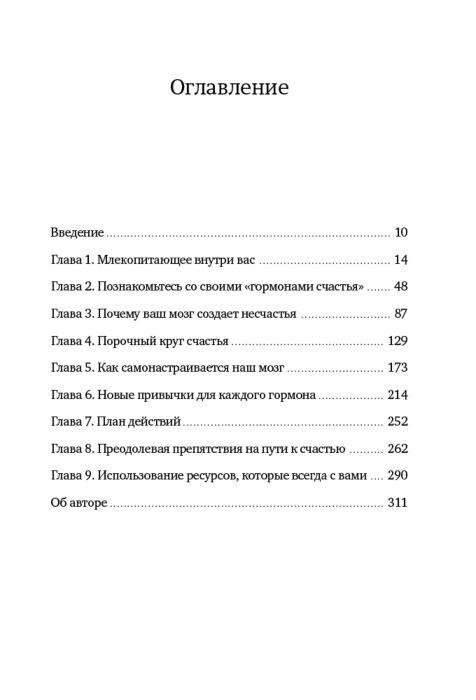 Оглавление
Введение 10
Глава 1. Млекопитающее внутри вас 14
Глава 2. Познакомьтесь со своими «гормонами счастья» 48
Глава 3. Почему ваш мозг создает несчастья 87
Глава 4. Порочный круг счастья 129
Глава 5. Как самонастраивается наш мозг 173
Глава 6. Новые привычки для каждого гормона 214
Глава 7. План действий 252
Глава 8. Преодолевая препятствия на пути к счастью 262
Глава 9. Использование ресурсов, которые всегда с вами 290
Об авторе 311